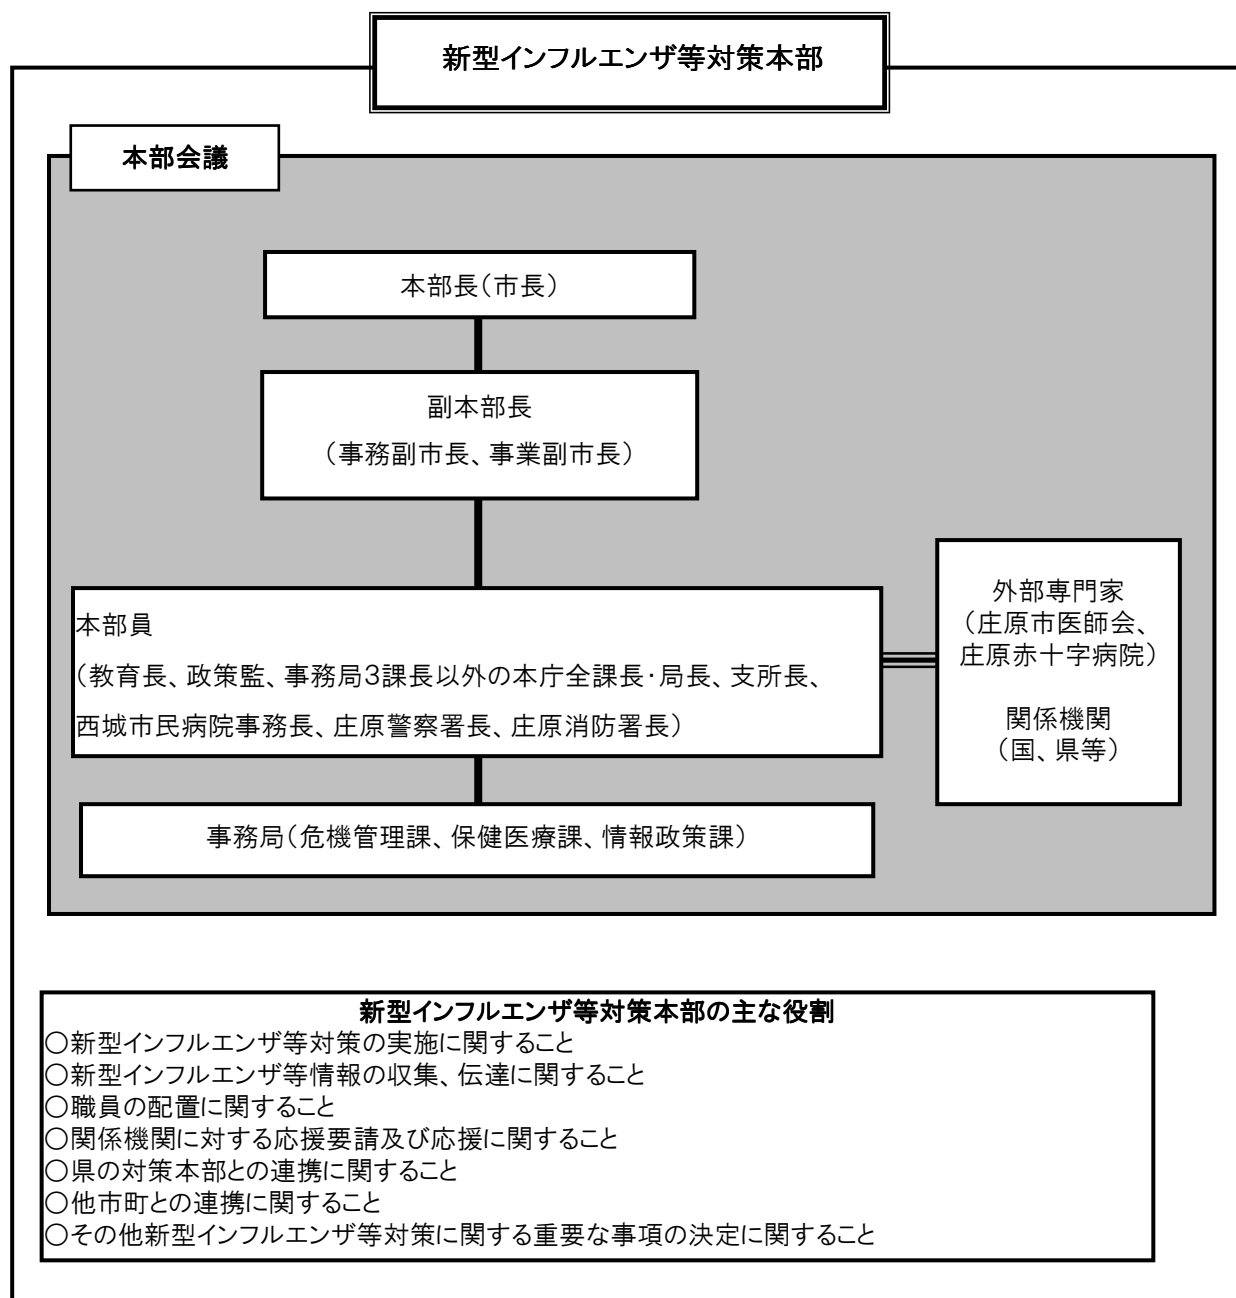 新型インフルエンザ等対策本部
本部会議
本部長（市長）
副本部長
（事務副市長、事業副市長）
本部員
（教育長、政策監、事務局3課長以外の本庁全課長・局長、支所長、
西城市民病院事務長、庄原警察署長、庄原消防署長）
外部専門家
（庄原市医師会、
庄原赤十字病院）
関係機関
（国、県等）
事務局（危機管理課、保健医療課、情報政策課）
新型インフルエンザ等対策本部の主な役割
○新型インフルエンザ等対策の実施に関すること
○新型インフルエンザ等情報の収集、伝達に関すること
○職員の配置に関すること
○関係機関に対する応援要請及び応援に関すること
○県の対策本部との連携に関すること
○他市町との連携に関すること
○その他新型インフルエンザ等対策に関する重要な事項の決定に関すること